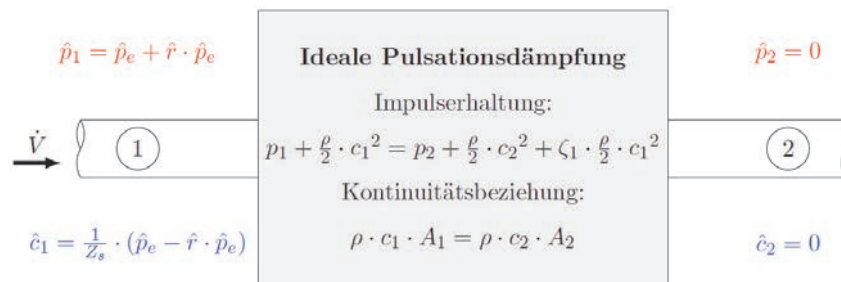 p̂₁ = p̂ₑ + r̂ · p̂ₑ
Ideale Pulsationsdämpfung
p̂₂ = 0
Impulserhaltung:
V̇
1
p₁ + ρ/2 · c₁² = p₂ + ρ/2 · c₂² + ζ₁ · ρ/2 · c₁²
2
Kontinuitätsbeziehung:
ĉ₁ = 1/Zₛ · (p̂ₑ − r̂ · p̂ₑ)
ρ · c₁ · A₁ = ρ · c₂ · A₂
ĉ₂ = 0